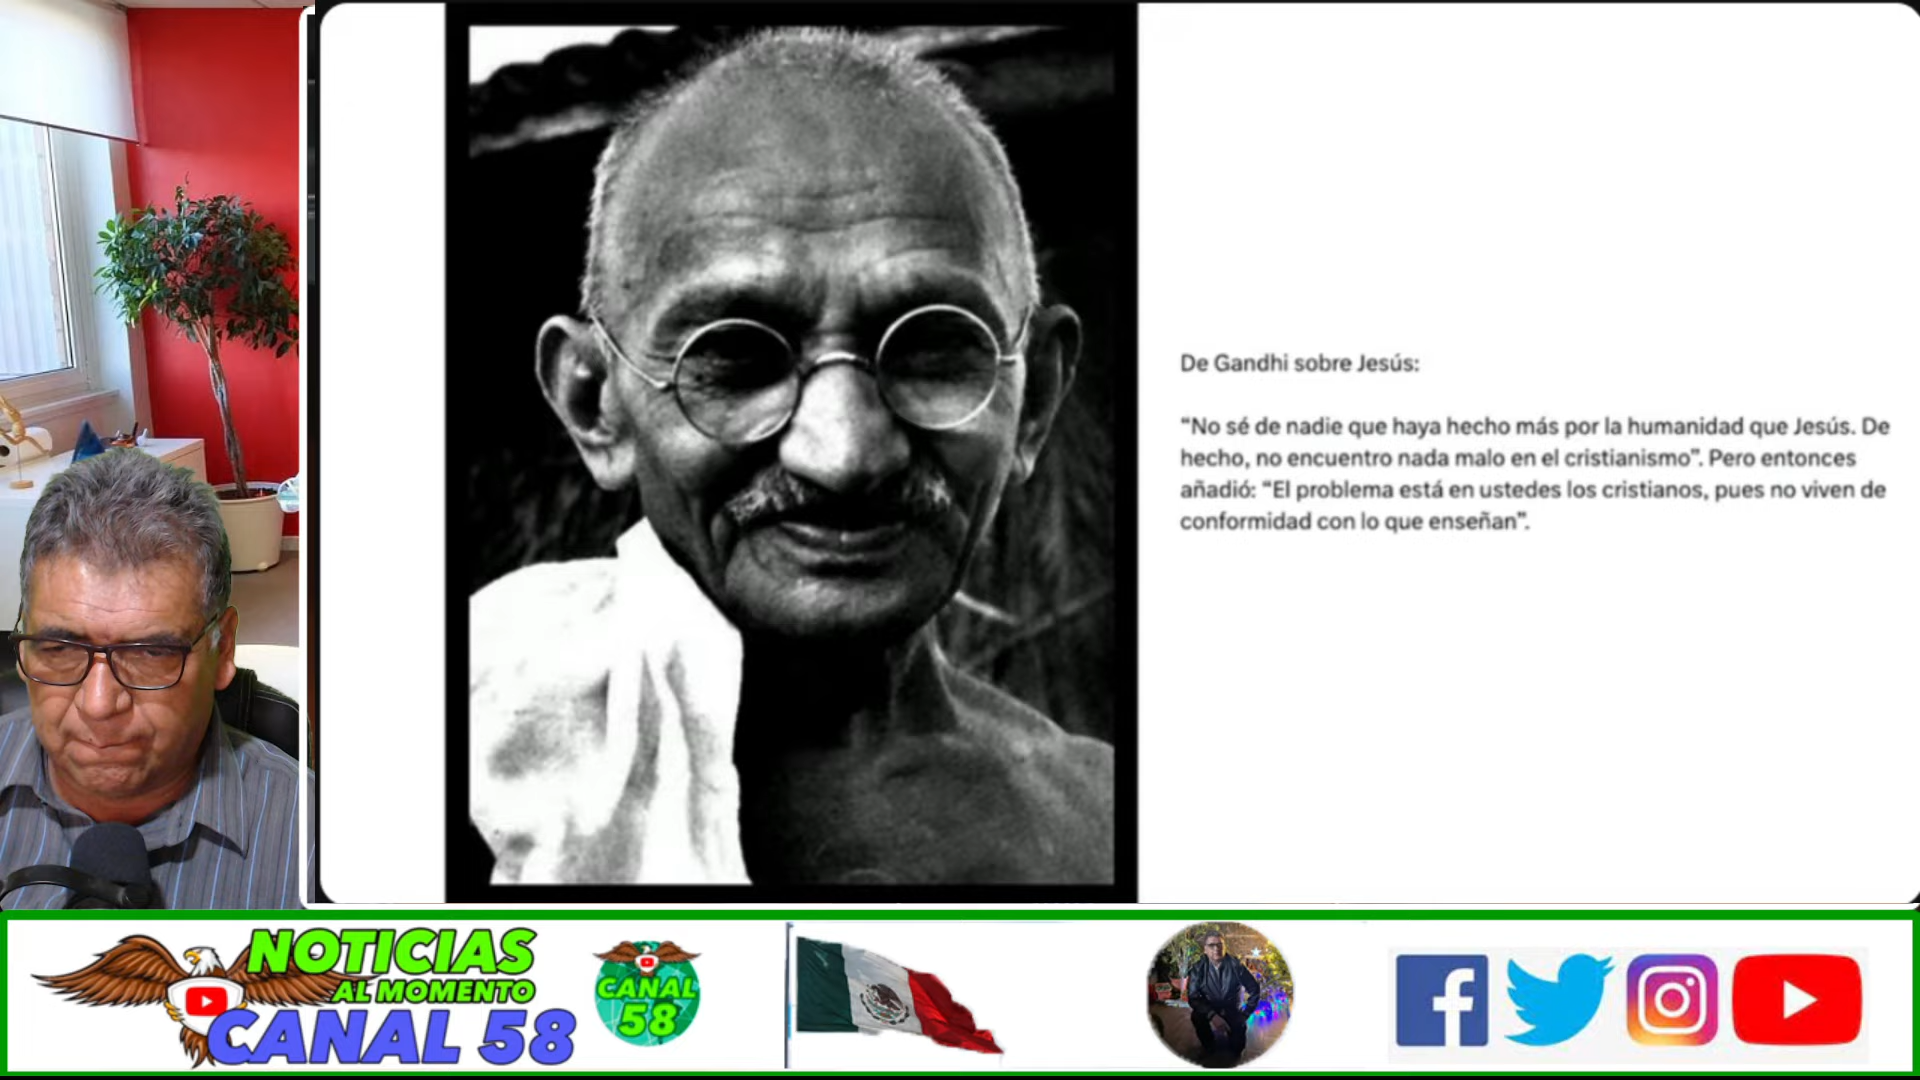 De Gandhi sobre Jesús:
“No sé de nadie que haya hecho más por la humanidad que Jesús. De
hecho, no encuentro nada malo en el cristianismo”. Pero entonces
añadió: “El problema está en ustedes los cristianos, pues no viven de
conformidad con lo que enseñan”.
NOTICIAS
AL MOMENTO
CANAL 58
CANAL
58